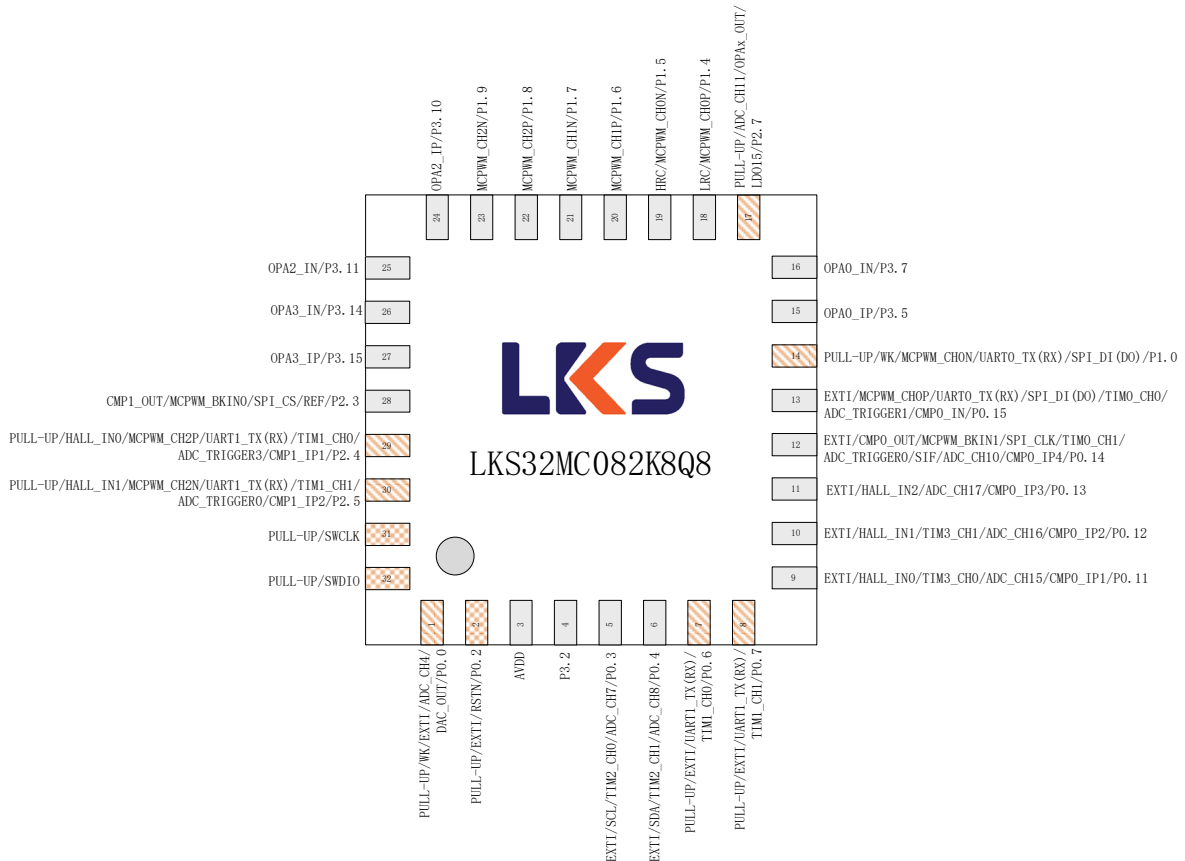 PULL-UP/ADC_CH11/OPAx_OUT/
LDO15/P2.7
LRC/MCPWM_CH0P/P1.4
HRC/MCPWM_CH0N/P1.5
MCPWM_CH1P/P1.6
MCPWM_CH1N/P1.7
MCPWM_CH2P/P1.8
MCPWM_CH2N/P1.9
OPA2_IP/P3.10
24
23
22
21
20
19
18
17
OPA2_IN/P3.11
25
OPA3_IN/P3.14
26
OPA3_IP/P3.15
27
CMP1_OUT/MCPWM_BKIN0/SPI_CS/REF/P2.3
28
PULL-UP/HALL_IN0/MCPWM_CH2P/UART1_TX(RX)/TIM1_CH0/
ADC_TRIGGER3/CMP1_IP1/P2.4
29
PULL-UP/HALL_IN1/MCPWM_CH2N/UART1_TX(RX)/TIM1_CH1/
ADC_TRIGGER0/CMP1_IP2/P2.5
30
PULL-UP/SWCLK
31
PULL-UP/SWDIO
32
LKS
LKS32MC082K8Q8
16
OPA0_IN/P3.7
15
OPA0_IP/P3.5
14
PULL-UP/WK/MCPWM_CH0N/UART0_TX(RX)/SPI_DI(DO)/P1.0
13
EXTI/MCPWM_CH0P/UART0_TX(RX)/SPI_DI(DO)/TIM0_CH0/
ADC_TRIGGER1/CMP0_IN/P0.15
12
EXTI/CMP0_OUT/MCPWM_BKIN1/SPI_CLK/TIM0_CH1/
ADC_TRIGGER0/SIF/ADC_CH10/CMP0_IP4/P0.14
11
EXTI/HALL_IN2/ADC_CH17/CMP0_IP3/P0.13
10
EXTI/HALL_IN1/TIM3_CH1/ADC_CH16/CMP0_IP2/P0.12
9
EXTI/HALL_IN0/TIM3_CH0/ADC_CH15/CMP0_IP1/P0.11
1
2
3
4
5
6
7
8
PULL-UP/WK/EXTI/ADC_CH4/
DAC_OUT/P0.0
PULL-UP/EXTI/RSTN/P0.2
AVDD
P3.2
EXTI/SCL/TIM2_CH0/ADC_CH7/P0.3
EXTI/SDA/TIM2_CH1/ADC_CH8/P0.4
PULL-UP/EXTI/UART1_TX(RX)/
TIM1_CH0/P0.6
PULL-UP/EXTI/UART1_TX(RX)/
TIM1_CH1/P0.7